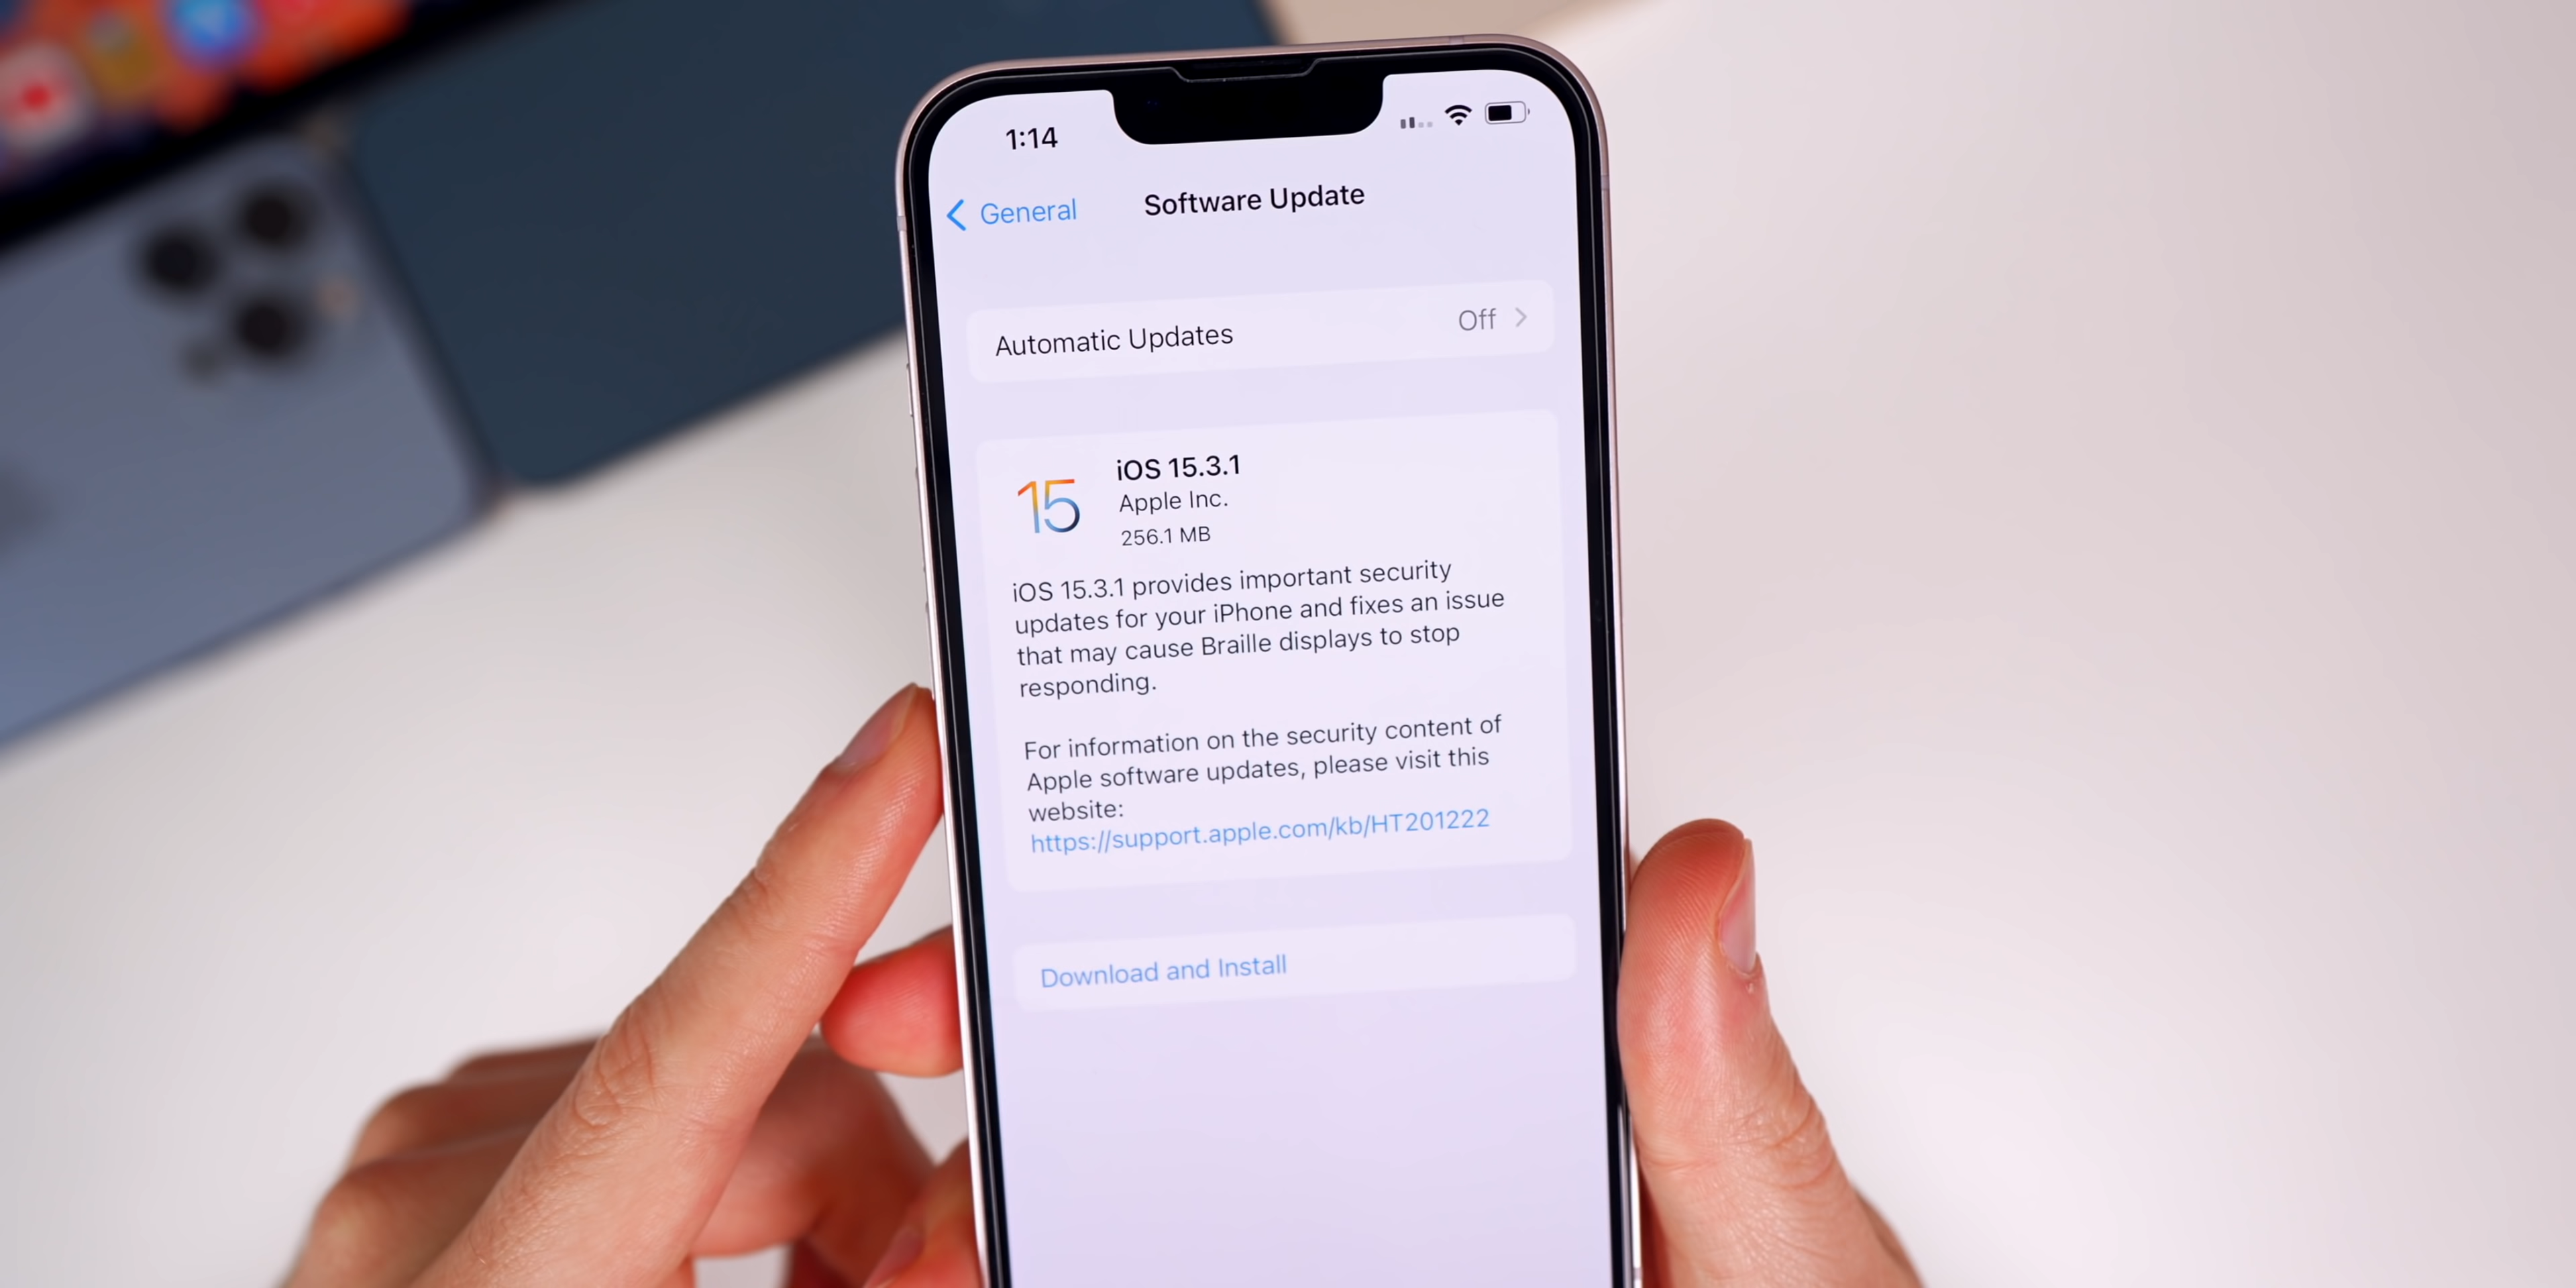 1:14
General
Software Update
Automatic Updates
Off
15
iOS 15.3.1
Apple Inc.
256.1 MB
iOS 15.3.1 provides important security
updates for your iPhone and fixes an issue
that may cause Braille displays to stop
responding.
For information on the security content of
Apple software updates, please visit this
website:
https://support.apple.com/kb/HT201222
Download and Install